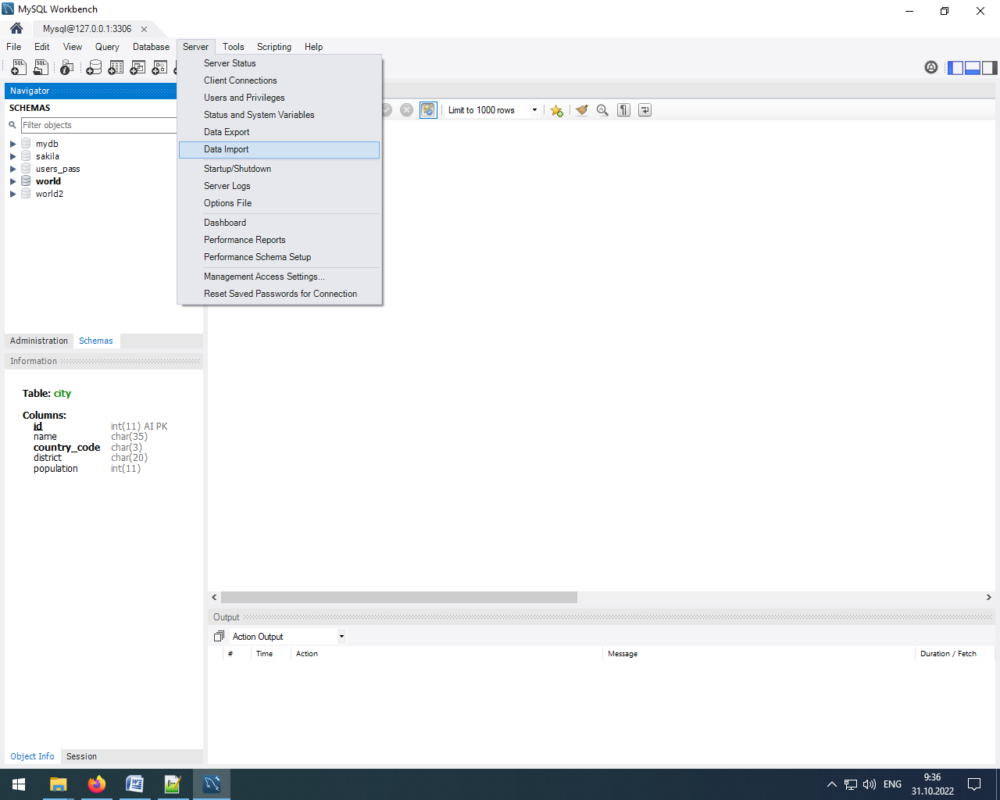 MySQL Workbench
Mysql@127.0.0.1:3306
File Edit View Query Database Server Tools Scripting Help
SQL SQL
Navigator
SCHEMAS
Filter objects
mydb
sakila
users_pass
world
world2
Server Status
Client Connections
Users and Privileges
Status and System Variables
Data Export
Data Import
Startup/Shutdown
Server Logs
Options File
Dashboard
Performance Reports
Performance Schema Setup
Management Access Settings...
Reset Saved Passwords for Connection
Limit to 1000 rows
Administration Schemas
Information
Table: city
Columns:
id int(11) AI PK
name char(35)
country_code char(3)
district char(20)
population int(11)
Output
Action Output
# Time Action Message Duration / Fetch
Object Info Session
ENG
9:36
31.10.2022